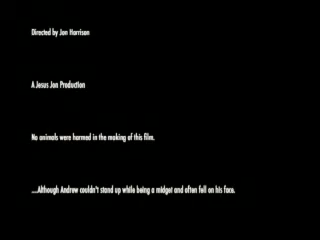 Directed by Jon Harrison
A Jesus Jon Production
No animals were harmed in the making of this film.
....Although Andrew couldn't stand up while being a midget and often fell on his face.